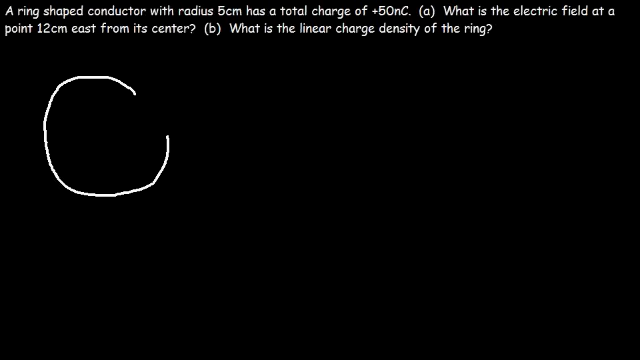 A ring shaped conductor with radius 5cm has a total charge of +50nC.  (a)  What is the electric field at a
point 12cm east from its center?  (b)  What is the linear charge density of the ring?